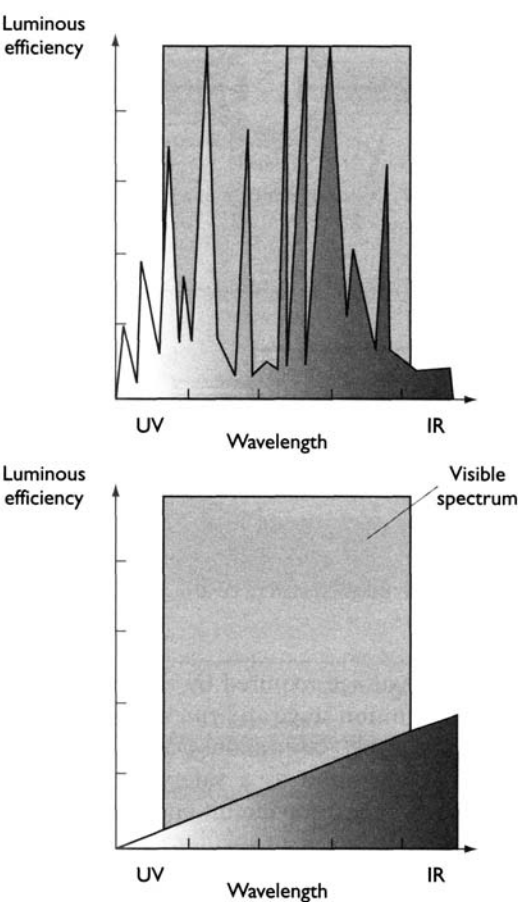 Luminous
efficiency
UV
Wavelength
IR
Luminous
efficiency
Visible
spectrum
UV
Wavelength
IR